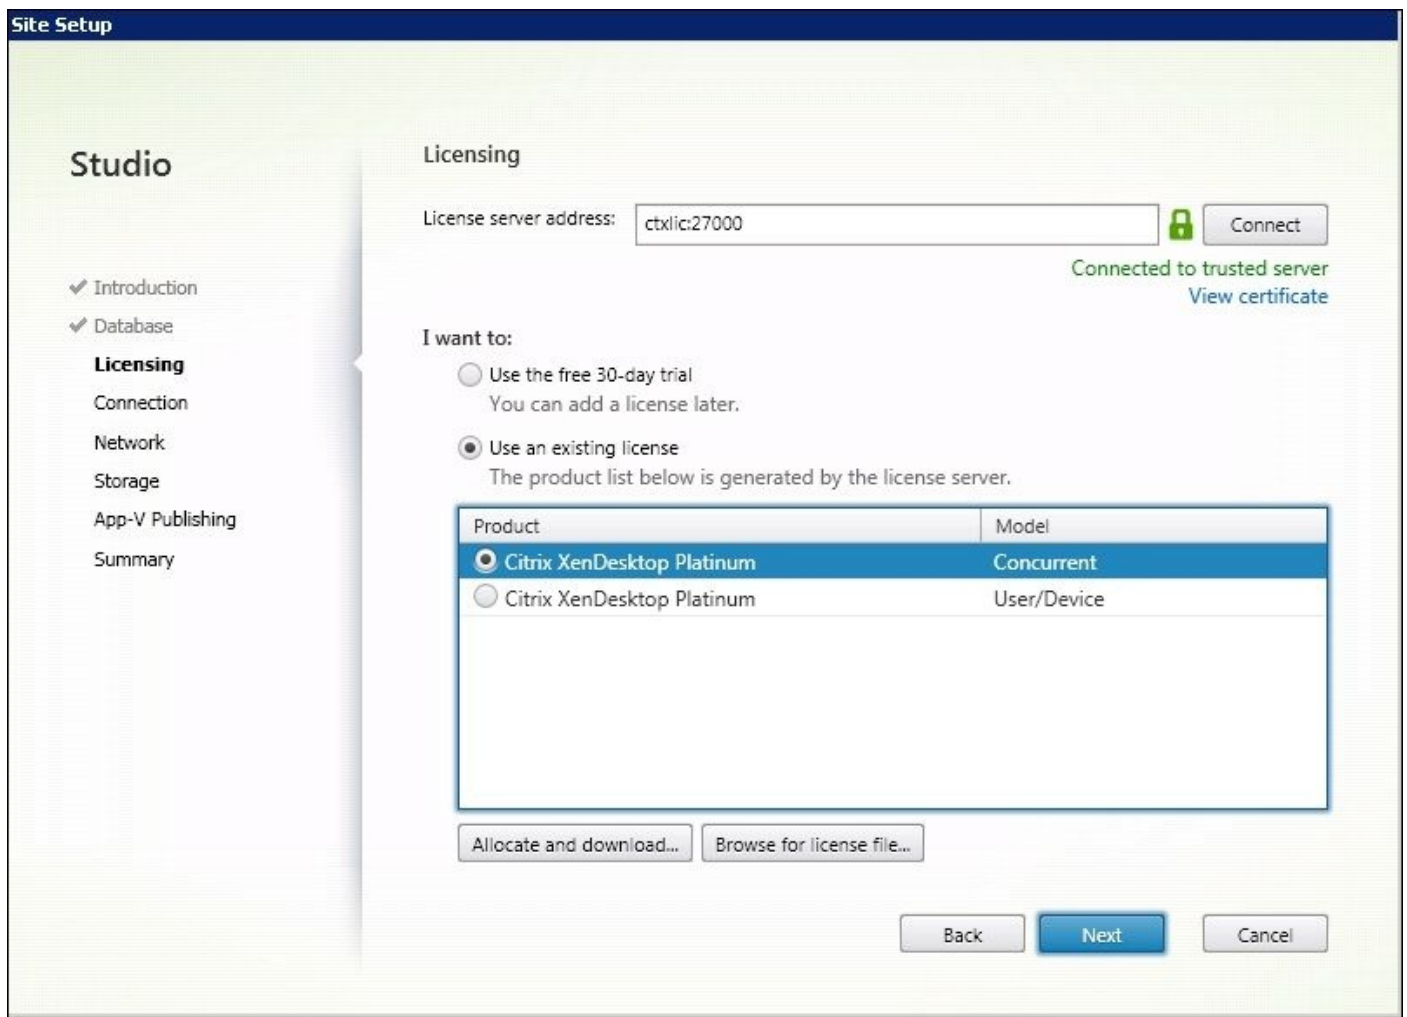 Site Setup
Studio
Introduction
Database
Licensing
Connection
Network
Storage
App-V Publishing
Summary
Licensing
License server address: ctxlic:27000 Connect
Connected to trusted server
View certificate
I want to:
Use the free 30-day trial
You can add a license later.
Use an existing license
The product list below is generated by the license server.
Product Model
Citrix XenDesktop Platinum Concurrent
Citrix XenDesktop Platinum User/Device
Allocate and download... Browse for license file...
Back Next Cancel